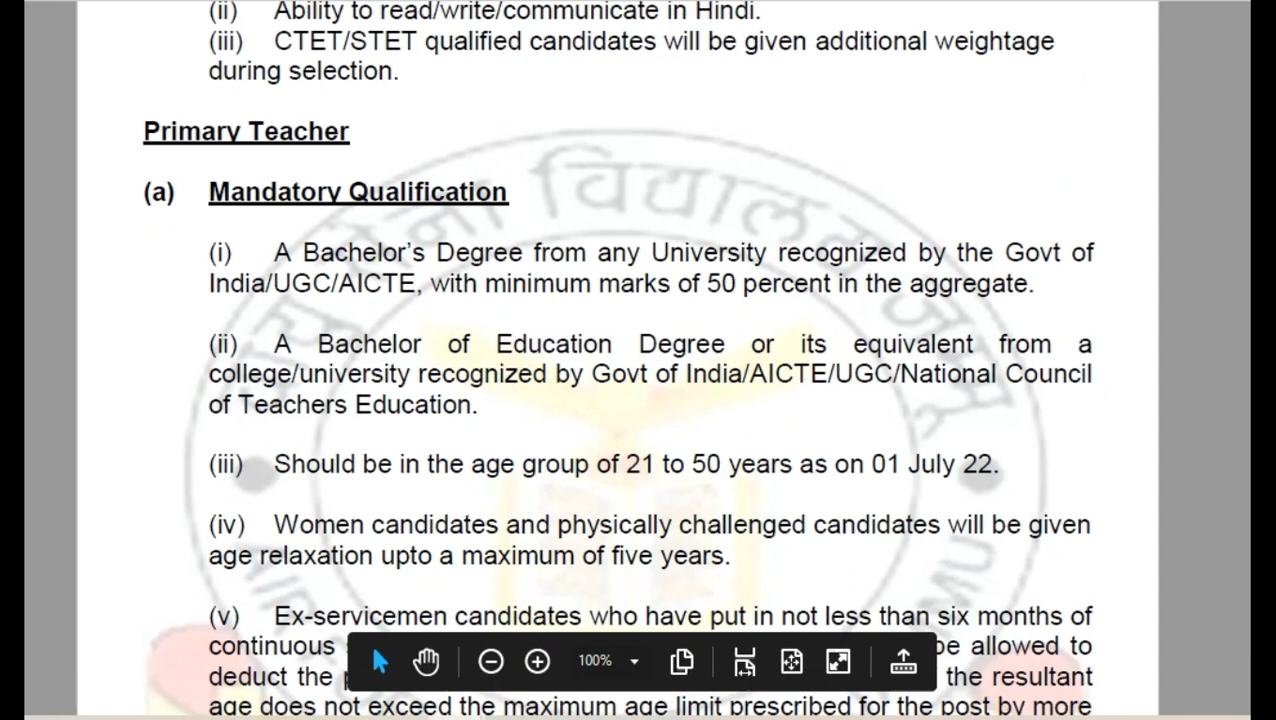 (ii) Ability to read/write/communicate in Hindi.
(iii) CTET/STET qualified candidates will be given additional weightage
during selection.
Primary Teacher
(a) Mandatory Qualification
(i) A Bachelor's Degree from any University recognized by the Govt of
India/UGC/AICTE, with minimum marks of 50 percent in the aggregate.
(ii) A Bachelor of Education Degree or its equivalent from a
college/university recognized by Govt of India/AICTE/UGC/National Council
of Teachers Education.
(iii) Should be in the age group of 21 to 50 years as on 01 July 22.
(iv) Women candidates and physically challenged candidates will be given
age relaxation upto a maximum of five years.
(v) Ex-servicemen candidates who have put in not less than six months of
continuous be allowed to
deduct the the resultant
age does not exceed the maximum age limit prescribed for the post by more
100%
वायु सेना विद्यालय जम्मू